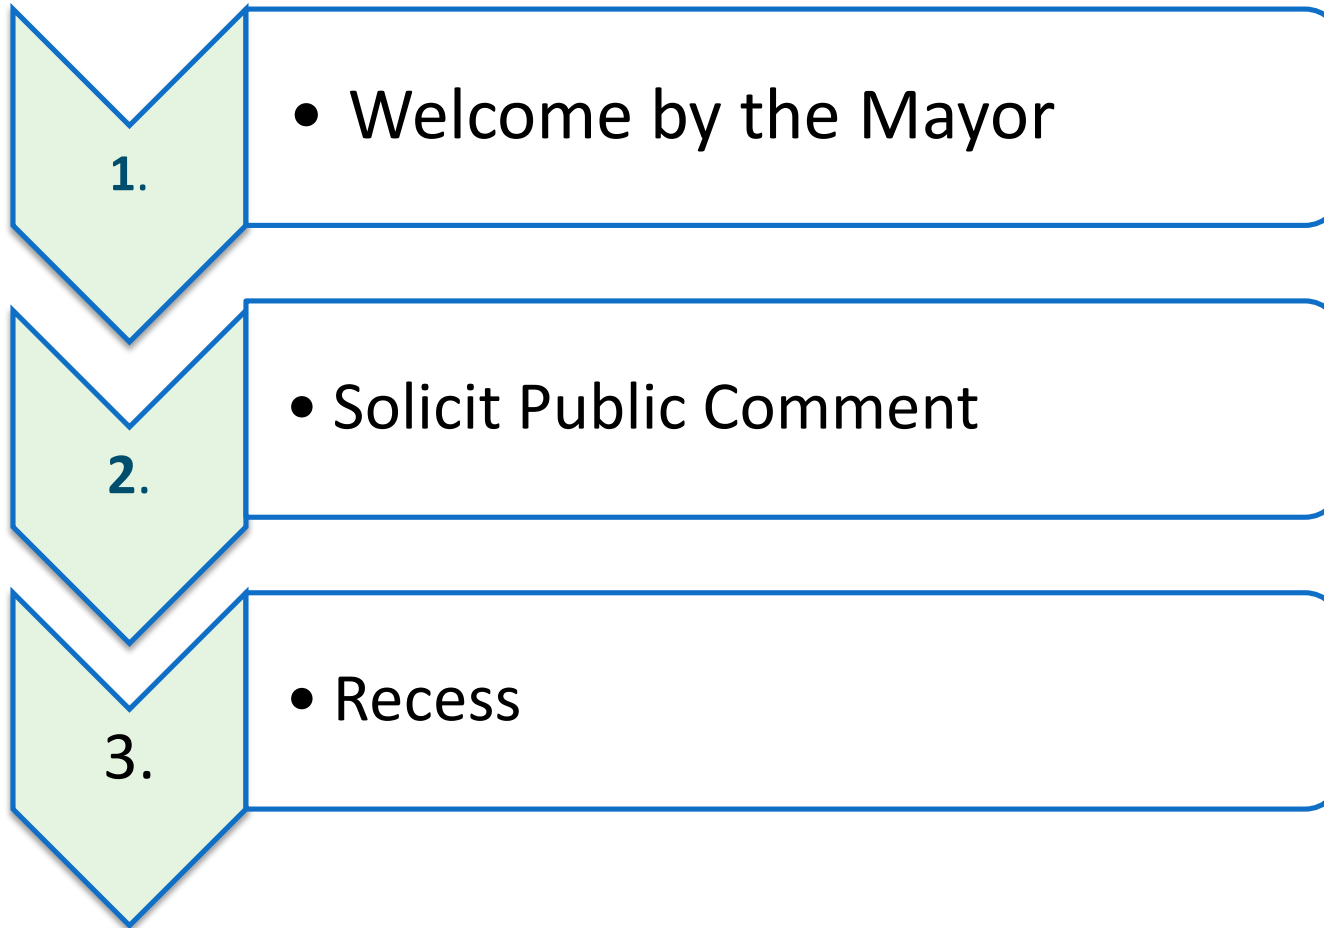 1.
• Welcome by the Mayor
2.
• Solicit Public Comment
3.
• Recess